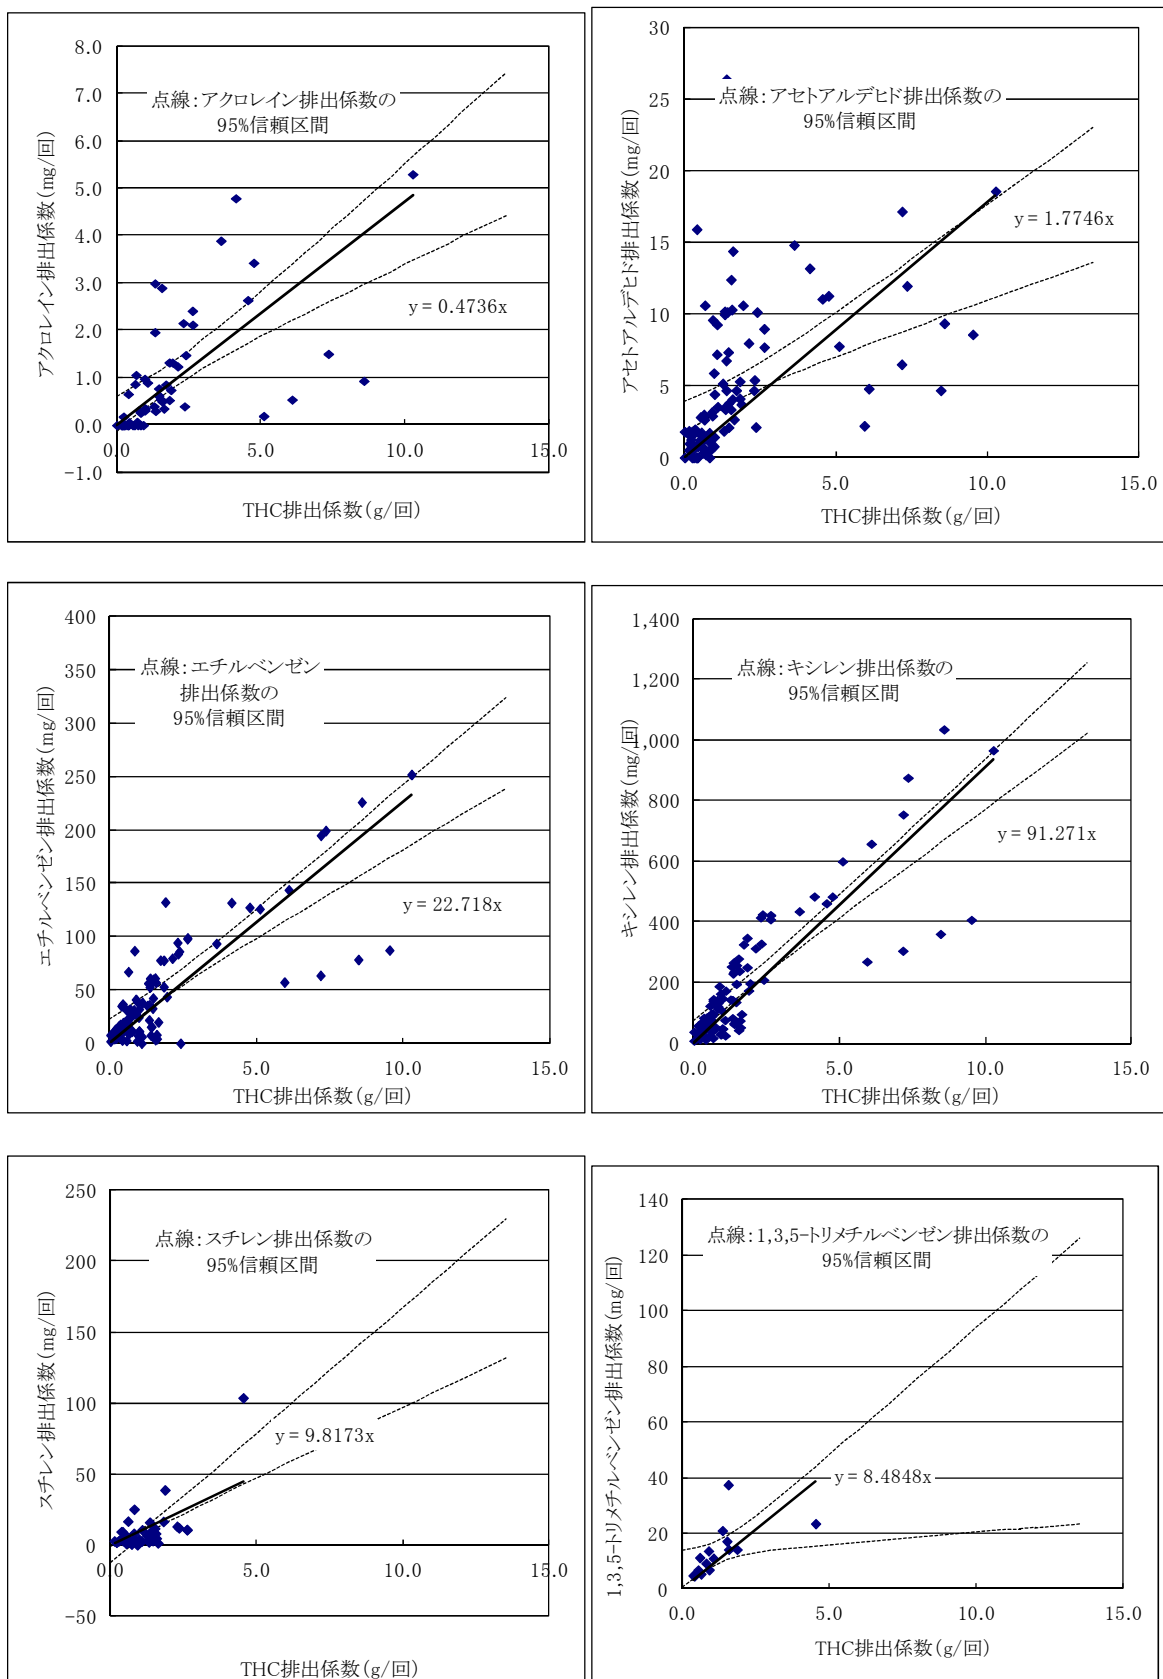 8.0
7.0
6.0
5.0
4.0
3.0
2.0
1.0
0.0
-1.0
アクロレイン排出係数(mg/回)
点線:アクロレイン排出係数の
95%信頼区間
y = 0.4736x
0.0
5.0
10.0
15.0
THC排出係数(g/回)
30
25
20
15
10
5
0
アセトアルデヒド排出係数(mg/回)
点線:アセトアルデヒド排出係数の
95%信頼区間
y = 1.7746x
0.0
5.0
10.0
15.0
THC排出係数(g/回)
400
350
300
250
200
150
100
50
0
エチルベンゼン排出係数(mg/回)
点線:エチルベンゼン
排出係数の
95%信頼区間
y = 22.718x
0.0
5.0
10.0
15.0
THC排出係数(g/回)
1,400
1,200
1,000
800
600
400
200
0
キシレン排出係数(mg/回)
点線:キシレン排出係数の
95%信頼区間
y = 91.271x
0.0
5.0
10.0
15.0
THC排出係数(g/回)
250
200
150
100
50
0
-50
スチレン排出係数(mg/回)
点線:スチレン排出係数の
95%信頼区間
y = 9.8173x
0.0
5.0
10.0
15.0
THC排出係数(g/回)
140
120
100
80
60
40
20
0
1,3,5-トリメチルベンゼン排出係数(mg/回)
点線:1,3,5-トリメチルベンゼン排出係数の
95%信頼区間
y = 8.4848x
0.0
5.0
10.0
15.0
THC排出係数(g/回)